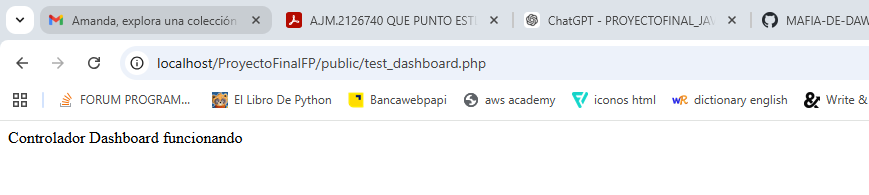 Amanda, explora una colección
AJM.2126740 QUE PUNTO EST
ChatGPT - PROYECTOFINAL_JAV
MAFIA-DE-DAW
localhost/ProyectoFinalFP/public/test_dashboard.php
FORUM PROGRAM... El Libro De Python Bancawebpapi aws academy iconos html dictionary english Write &
Controlador Dashboard funcionando